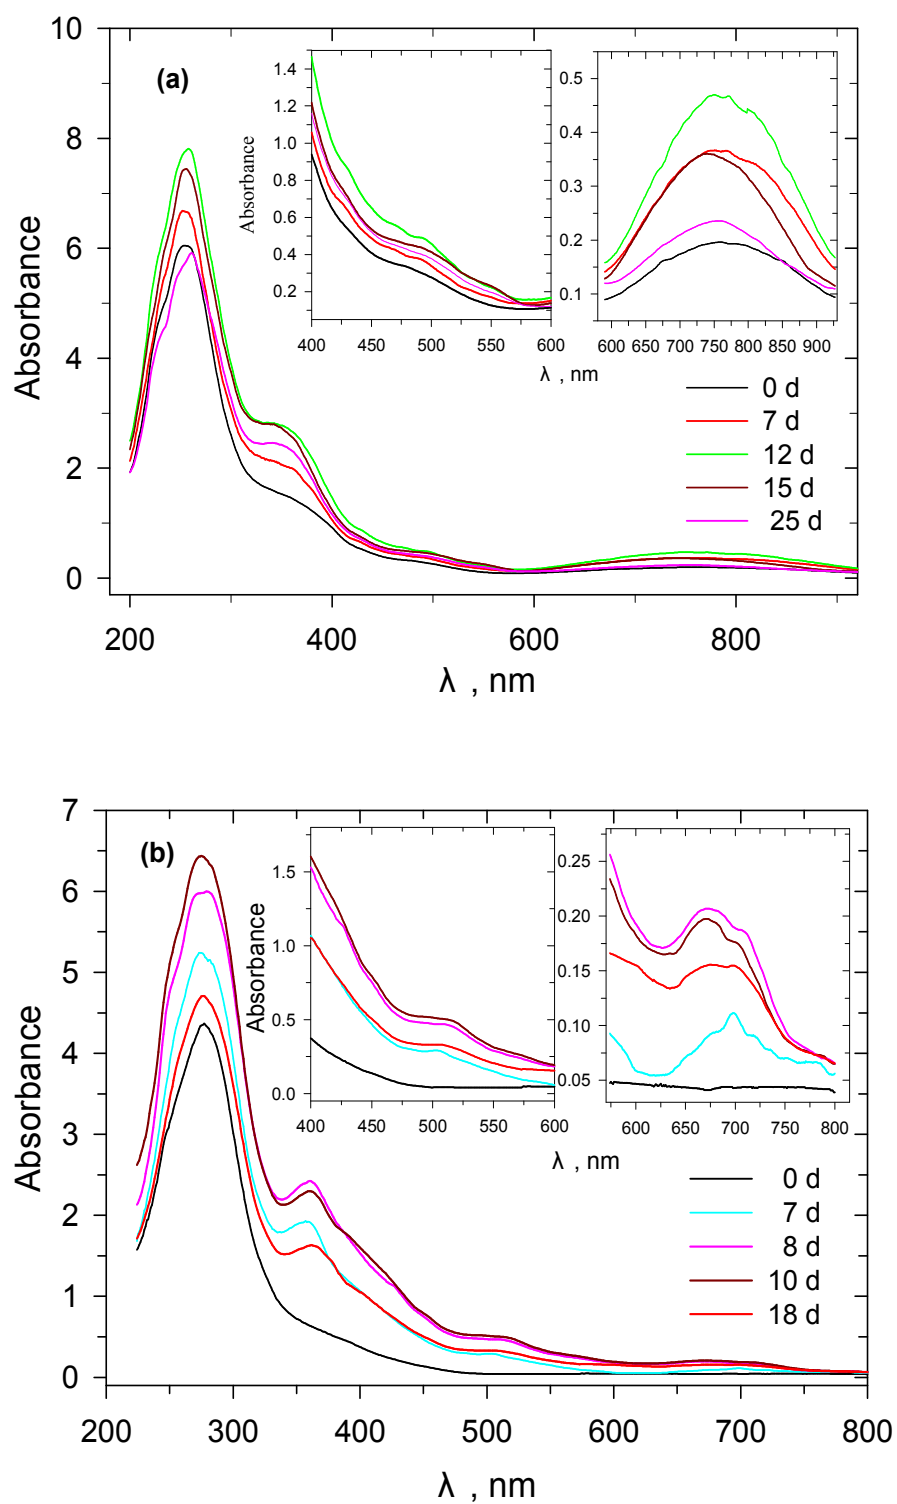 (a)
10
8
6
4
2
0
Absorbance
200 400 600 800
λ , nm
1.4
1.2
1.0
0.8
0.6
0.4
0.2
Absorbance
400 450 500 550 600
0.5
0.4
0.3
0.2
0.1
600 650 700 750 800 850 900
λ , nm
0 d
7 d
12 d
15 d
25 d
(b)
7
6
5
4
3
2
1
0
Absorbance
200 300 400 500 600 700 800
λ , nm
1.5
1.0
0.5
0.0
Absorbance
400 450 500 550 600
0.25
0.20
0.15
0.10
0.05
600 650 700 750 800
λ , nm
0 d
7 d
8 d
10 d
18 d